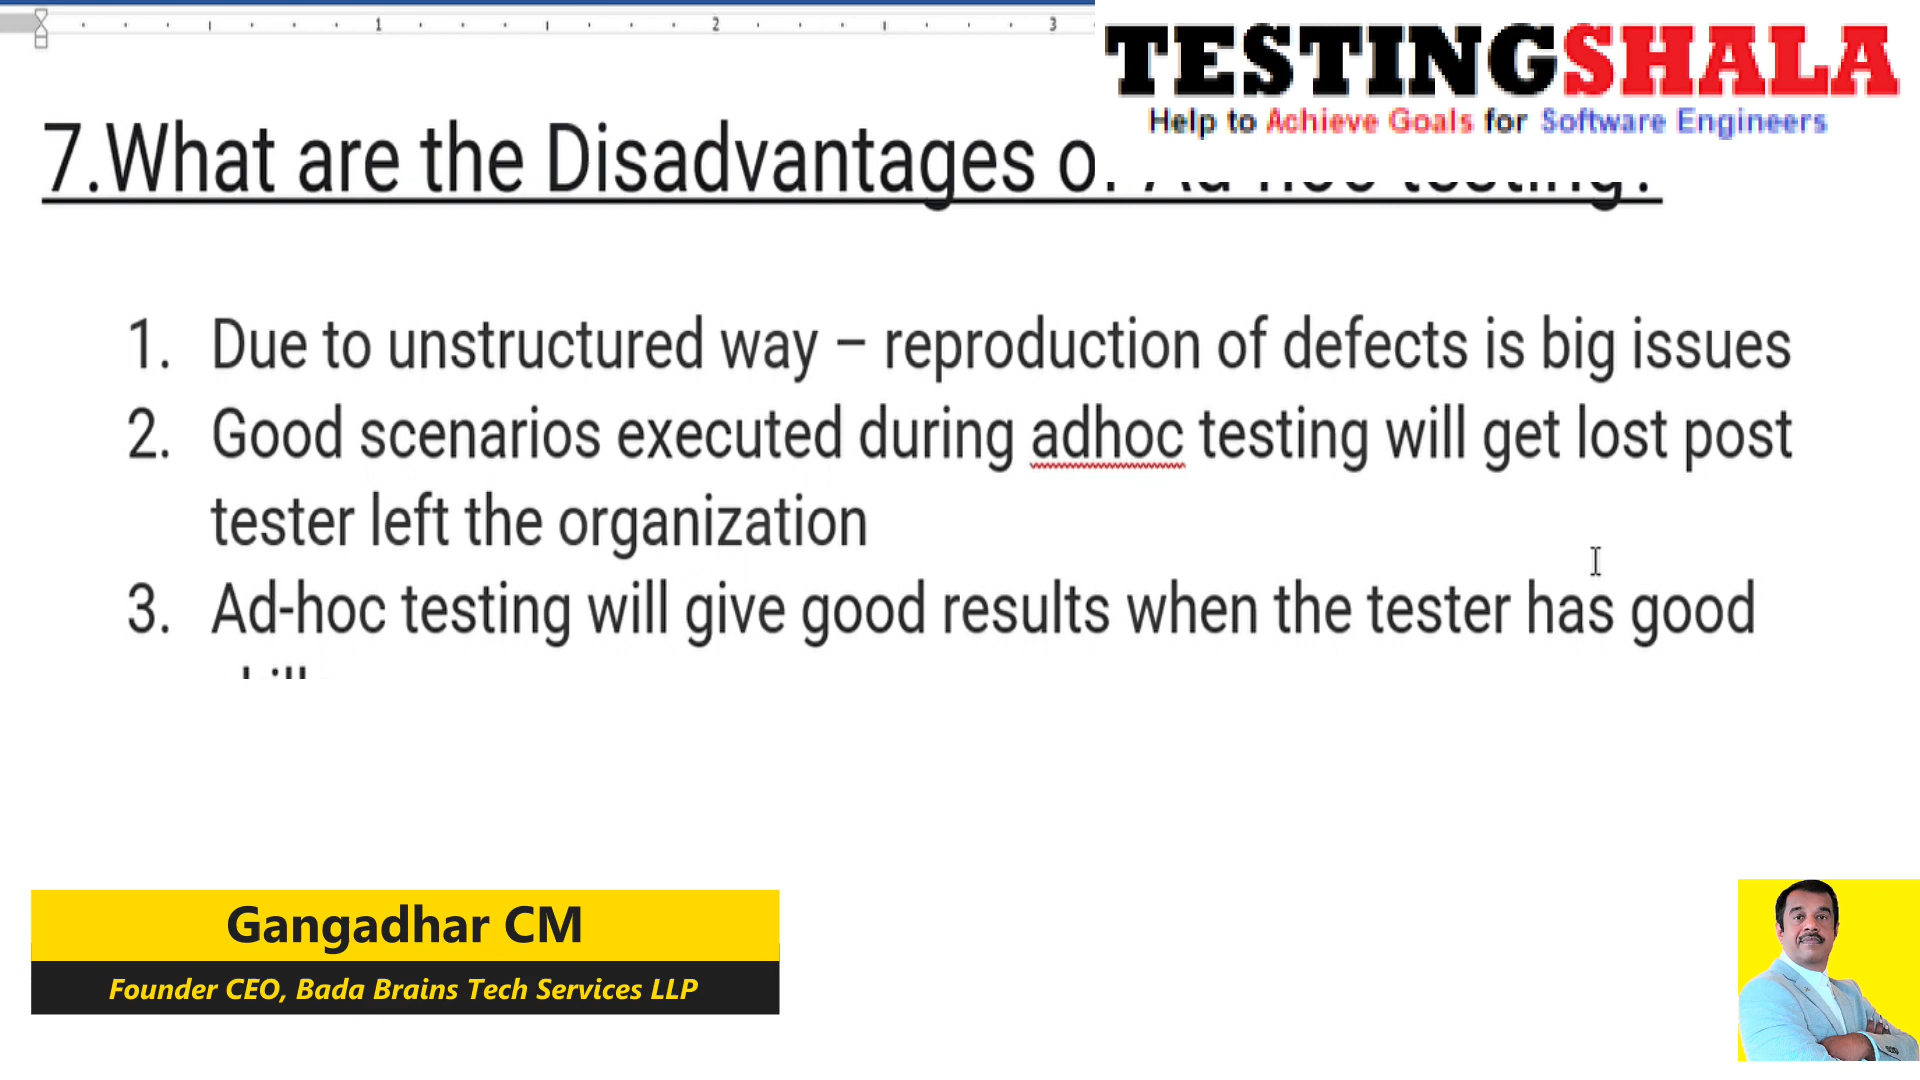 1 2 3
TESTINGSHALA
Help to Achieve Goals for Software Engineers
7.What are the Disadvantages of Ad-hoc testing?
1. Due to unstructured way – reproduction of defects is big issues
2. Good scenarios executed during adhoc testing will get lost post
tester left the organization
3. Ad-hoc testing will give good results when the tester has good
Gangadhar CM
Founder CEO, Bada Brains Tech Services LLP